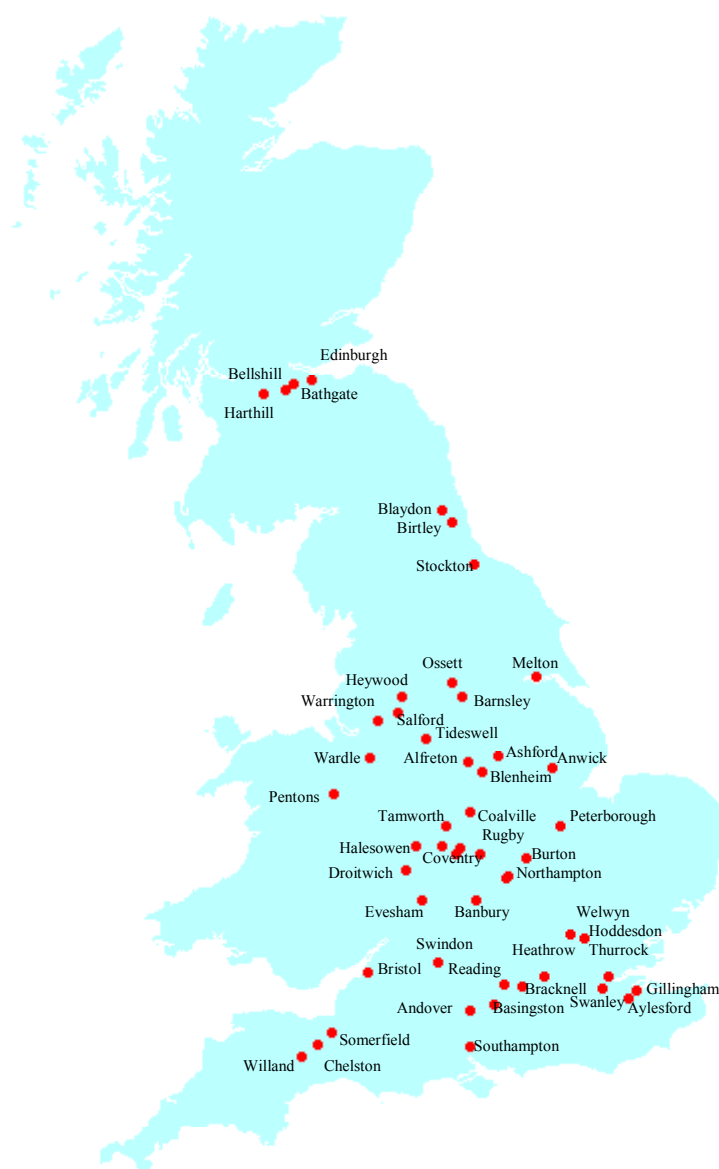 Edinburgh
Bellshill
Bathgate
Harthill
Blaydon
Birtley
Stockton
Ossett
Melton
Heywood
Barnsley
Warrington
Salford
Tideswell
Wardle
Alfreton
Ashford
Anwick
Blenheim
Pentons
Tamworth
Coalville
Peterborough
Rugby
Halesowen
Coventry
Burton
Droitwich
Northampton
Evesham
Banbury
Welwyn
Hoddesdon
Swindon
Heathrow
Thurrock
Bristol
Reading
Bracknell
Gillingham
Swanley
Andover
Basingston
Aylesford
Somerfield
Southampton
Willand
Chelston